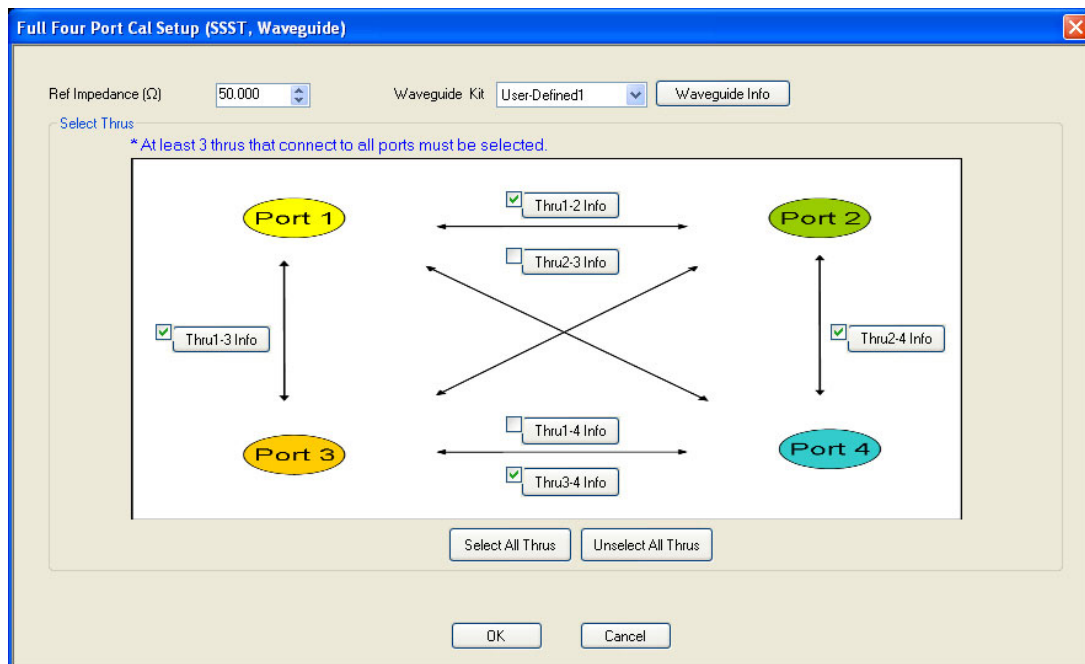 Full Four Port Cal Setup (SSST, Waveguide)
Ref Impedance (Ω) 50.000 Waveguide Kit User-Defined1 Waveguide Info
Select Thrus
* At least 3 thrus that connect to all ports must be selected.
Port 1 Thru1-2 Info Port 2
Thru2-3 Info
Thru1-3 Info Thru2-4 Info
Thru1-4 Info
Port 3 Port 4
Thru3-4 Info
Select All Thrus Unselect All Thrus
OK Cancel